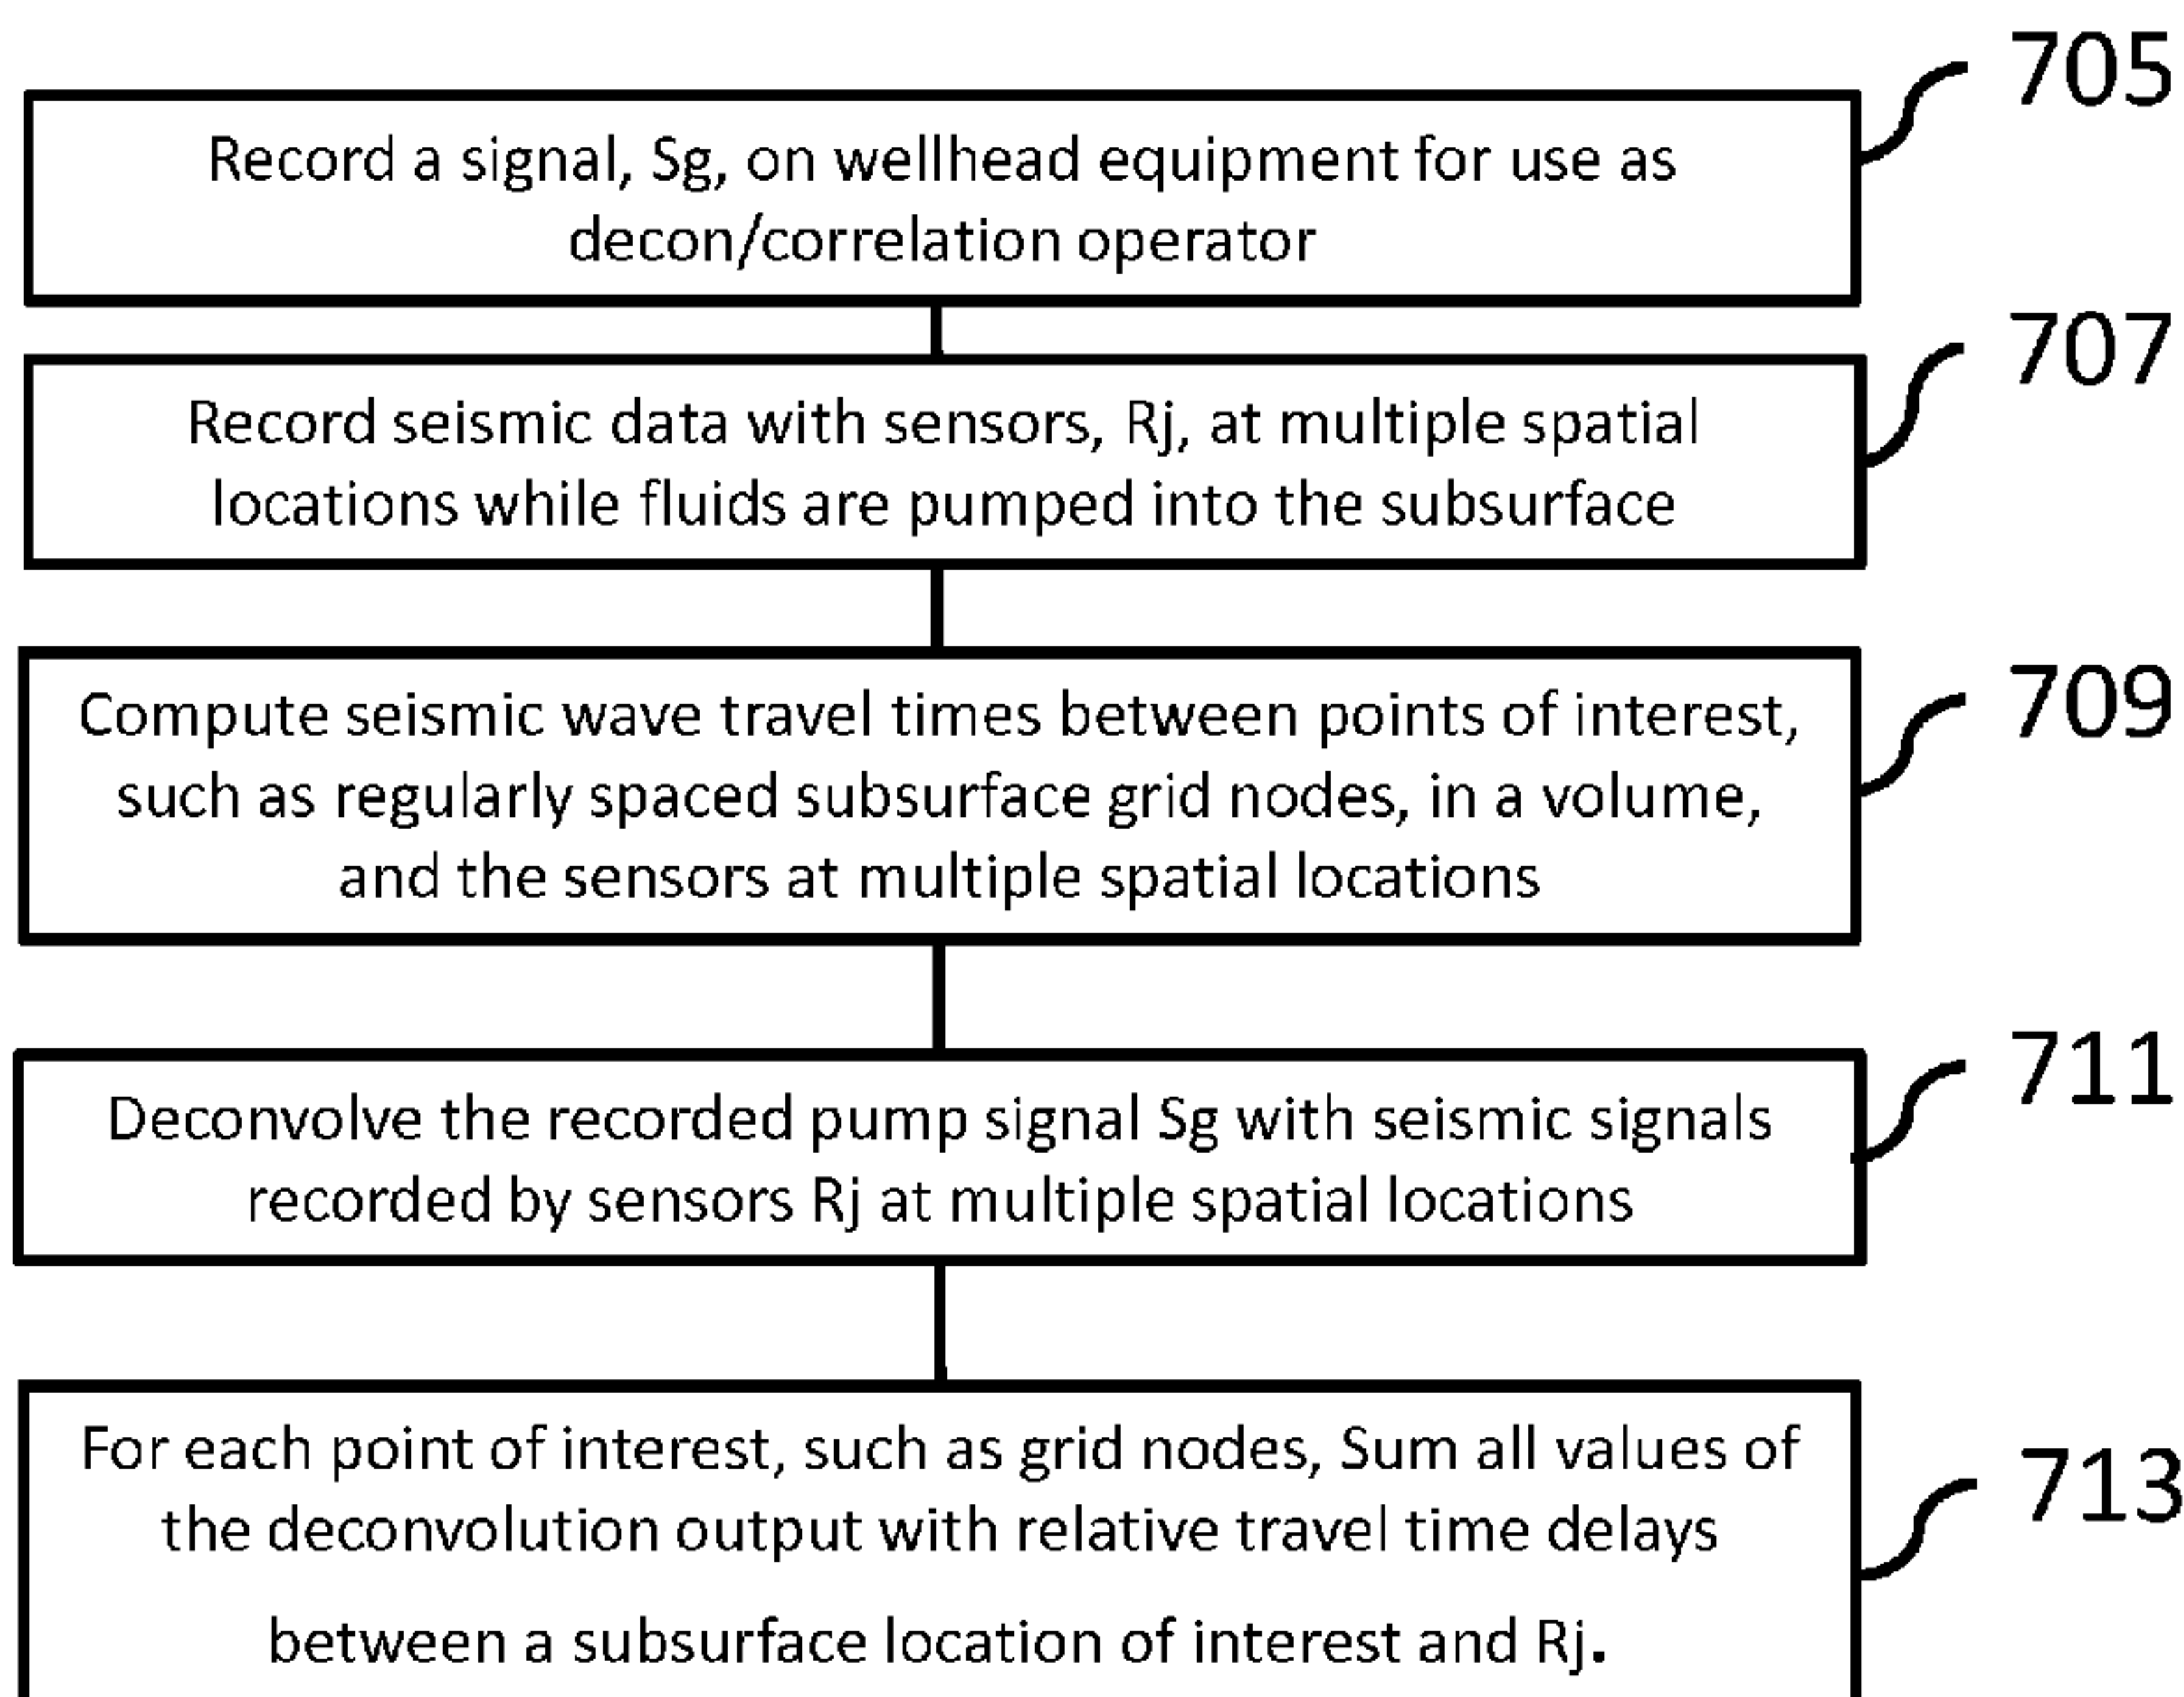 705
Record a signal, Sg, on wellhead equipment for use as
decon/correlation operator
707
Record seismic data with sensors, Rj, at multiple spatial
locations while fluids are pumped into the subsurface
709
Compute seismic wave travel times between points of interest,
such as regularly spaced subsurface grid nodes, in a volume,
and the sensors at multiple spatial locations
711
Deconvolve the recorded pump signal Sg with seismic signals
recorded by sensors Rj at multiple spatial locations
713
For each point of interest, such as grid nodes, Sum all values of
the deconvolution output with relative travel time delays
between a subsurface location of interest and Rj.